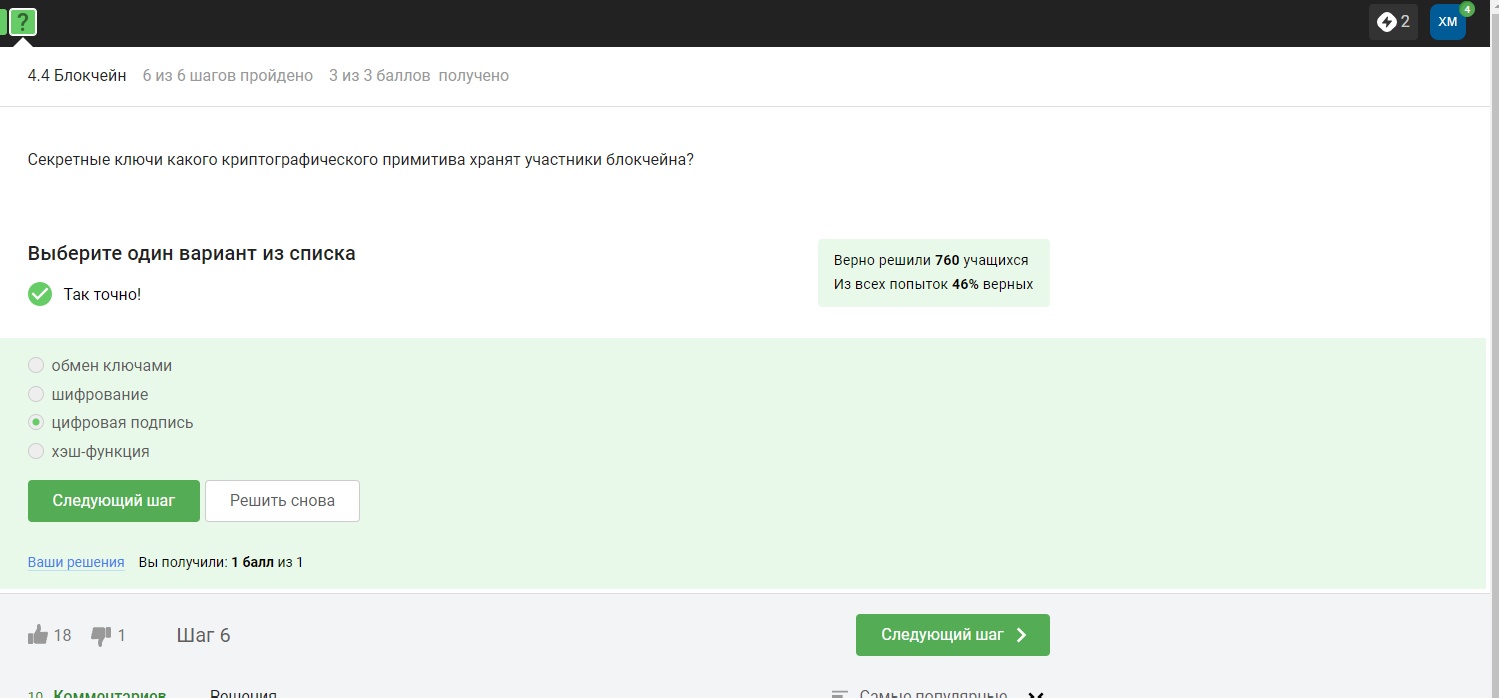 ?
2
ХМ
4
4.4 Блокчейн 6 из 6 шагов пройдено 3 из 3 баллов получено
Секретные ключи какого криптографического примитива хранят участники блокчейна?
Выберите один вариант из списка
Так точно!
Верно решили 760 учащихся
Из всех попыток 46% верных
обмен ключами
шифрование
цифровая подпись
хэш-функция
Следующий шаг Решить снова
Ваши решения Вы получили: 1 балл из 1
18 1 Шаг 6 Следующий шаг
10 Комментариев Решения Самые популярные